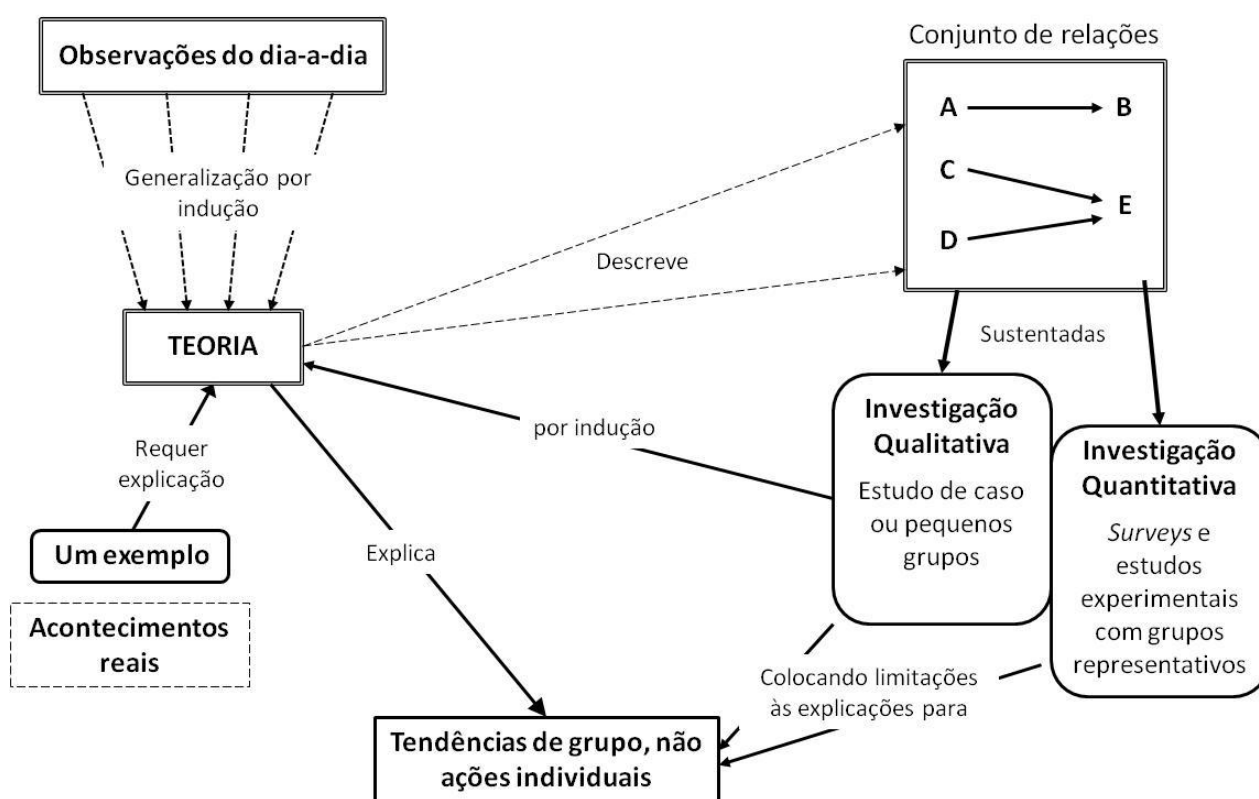 Observações do dia-a-dia
Generalização por
indução
TEORIA
Requer
explicação
Um exemplo
Acontecimentos
reais
Descreve
por indução
Explica
Conjunto de relações
A
B
C
E
D
Sustentadas
Investigação
Qualitativa
Estudo de caso
ou pequenos
grupos
Investigação
Quantitativa
Surveys e
estudos
experimentais
com grupos
representativos
Colocando limitações
às explicações para
Tendências de grupo, não
ações individuais